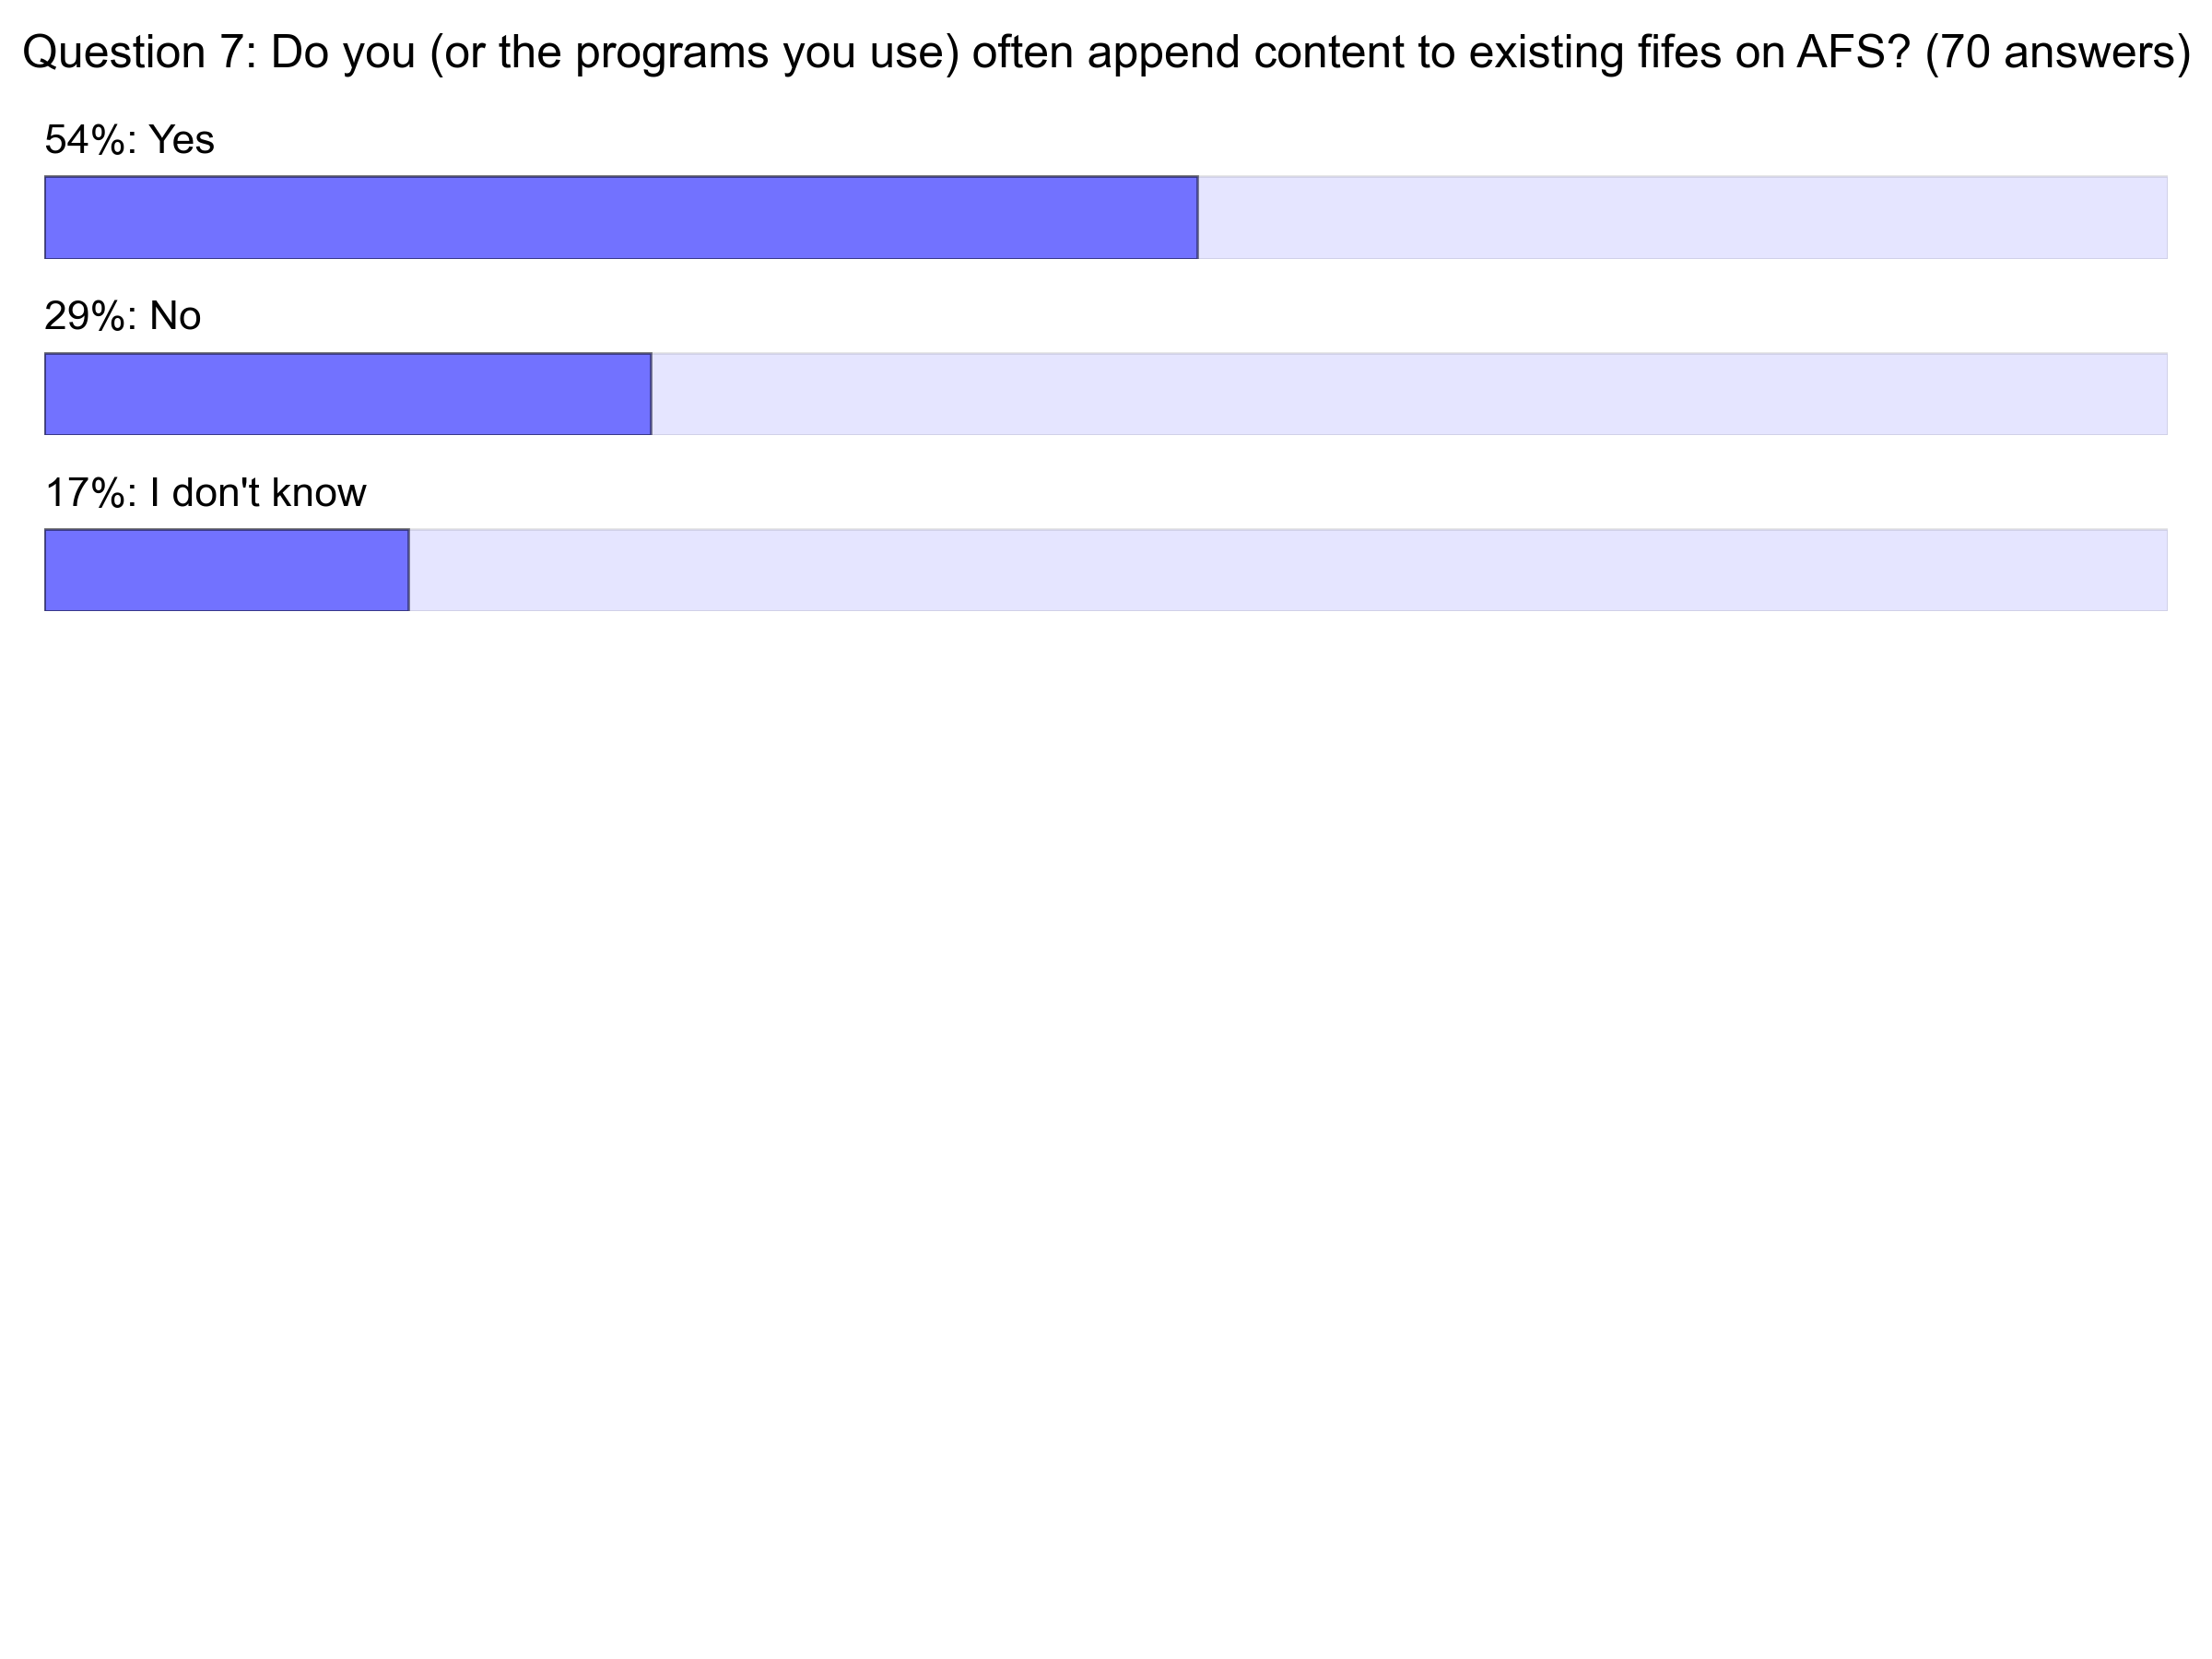 Question 7: Do you (or the programs you use) often append content to existing fifes on AFS? (70 answers)
54%: Yes
29%: No
17%: I don't know